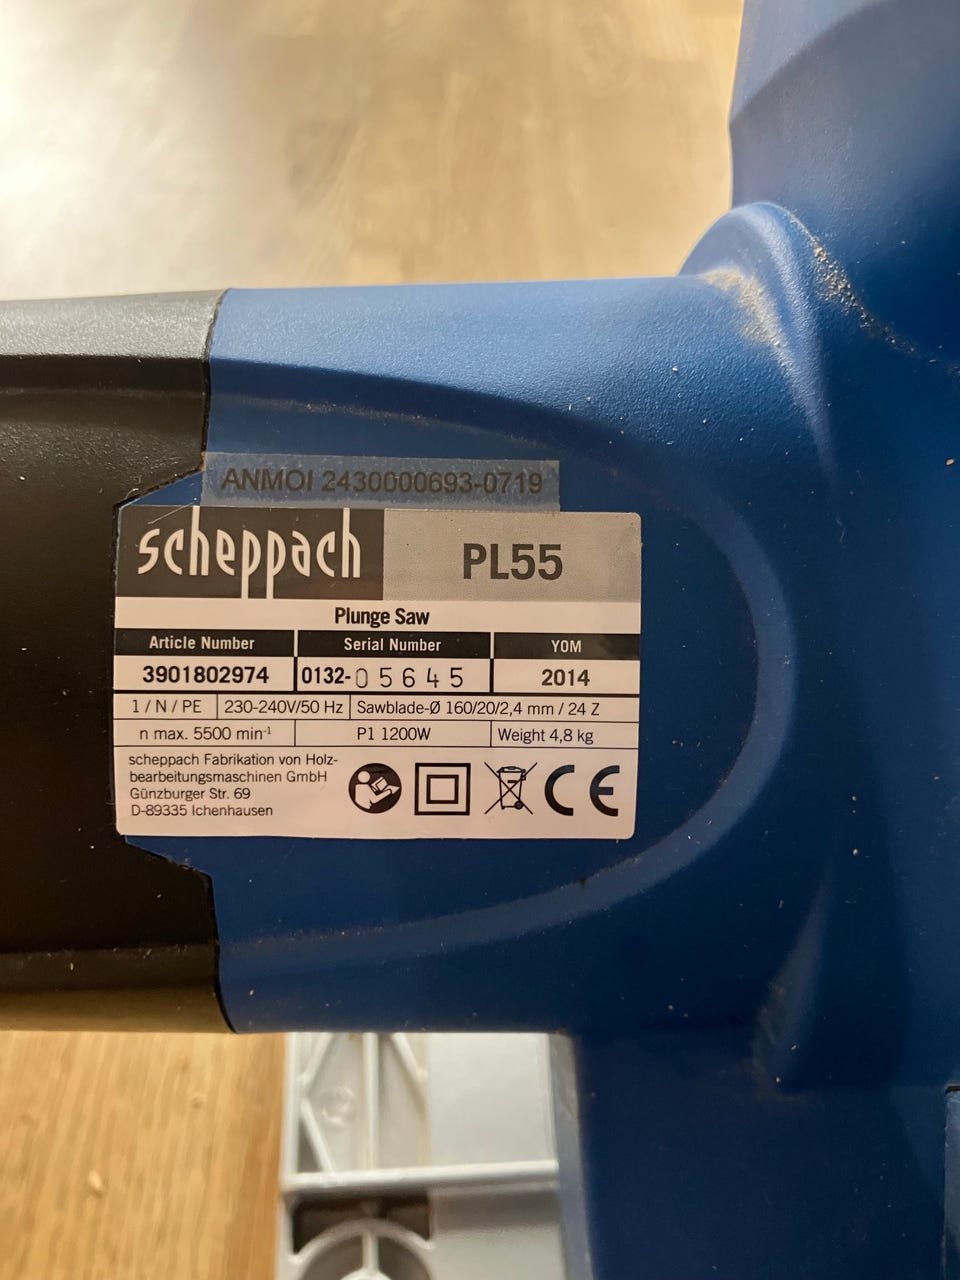 ANMOI 2430000693-0719
scheppach PL55
Plunge Saw
Article Number Serial Number YOM
3901802974 0132-05645 2014
1 / N / PE 230-240V/50 Hz Sawblade-Ø 160/20/2,4 mm / 24 Z
n max. 5500 min⁻¹ P1 1200W Weight 4,8 kg
scheppach Fabrikation von Holz-
bearbeitungsmaschinen GmbH
Günzburger Str. 69
D-89335 Ichenhausen
CE